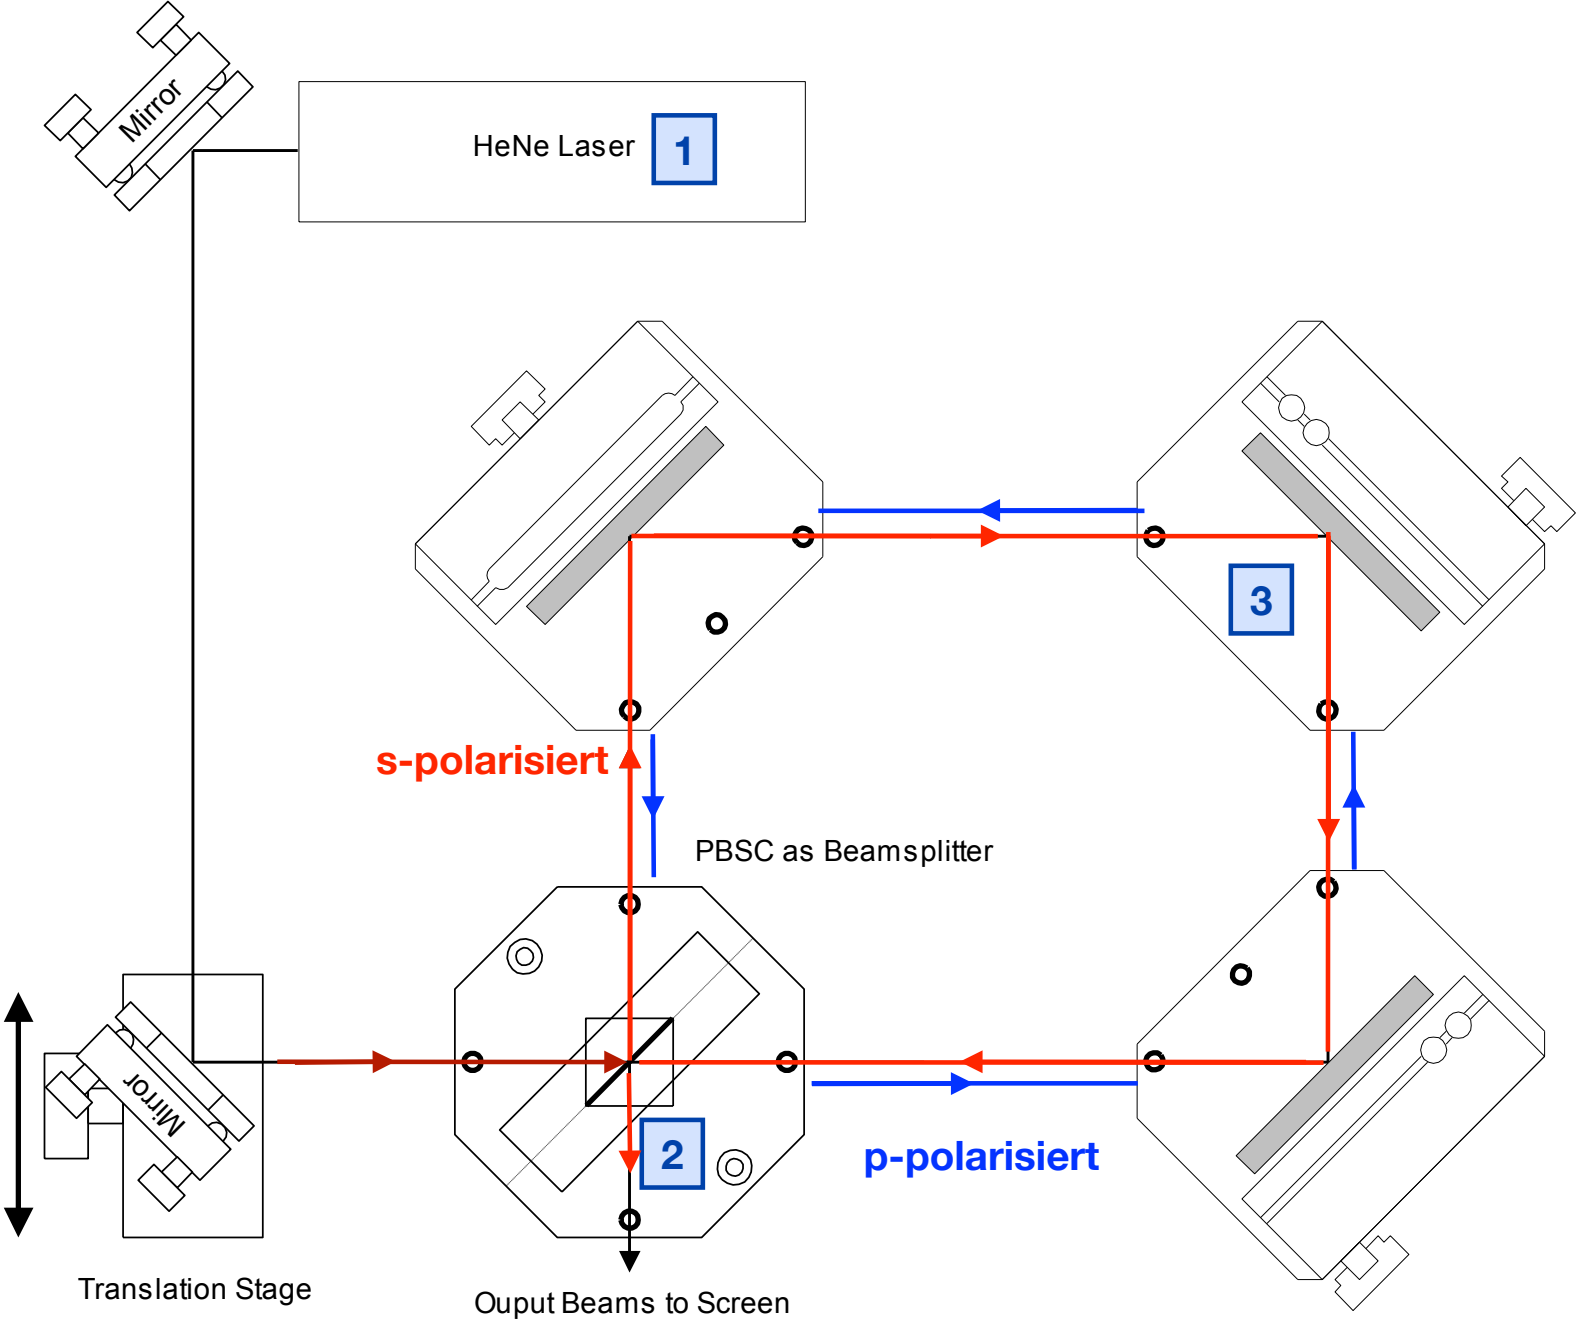 Mirror
HeNe Laser
1
3
s-polarisiert
PBSC as Beamsplitter
Mirror
2
p-polarisiert
Translation Stage
Ouput Beams to Screen